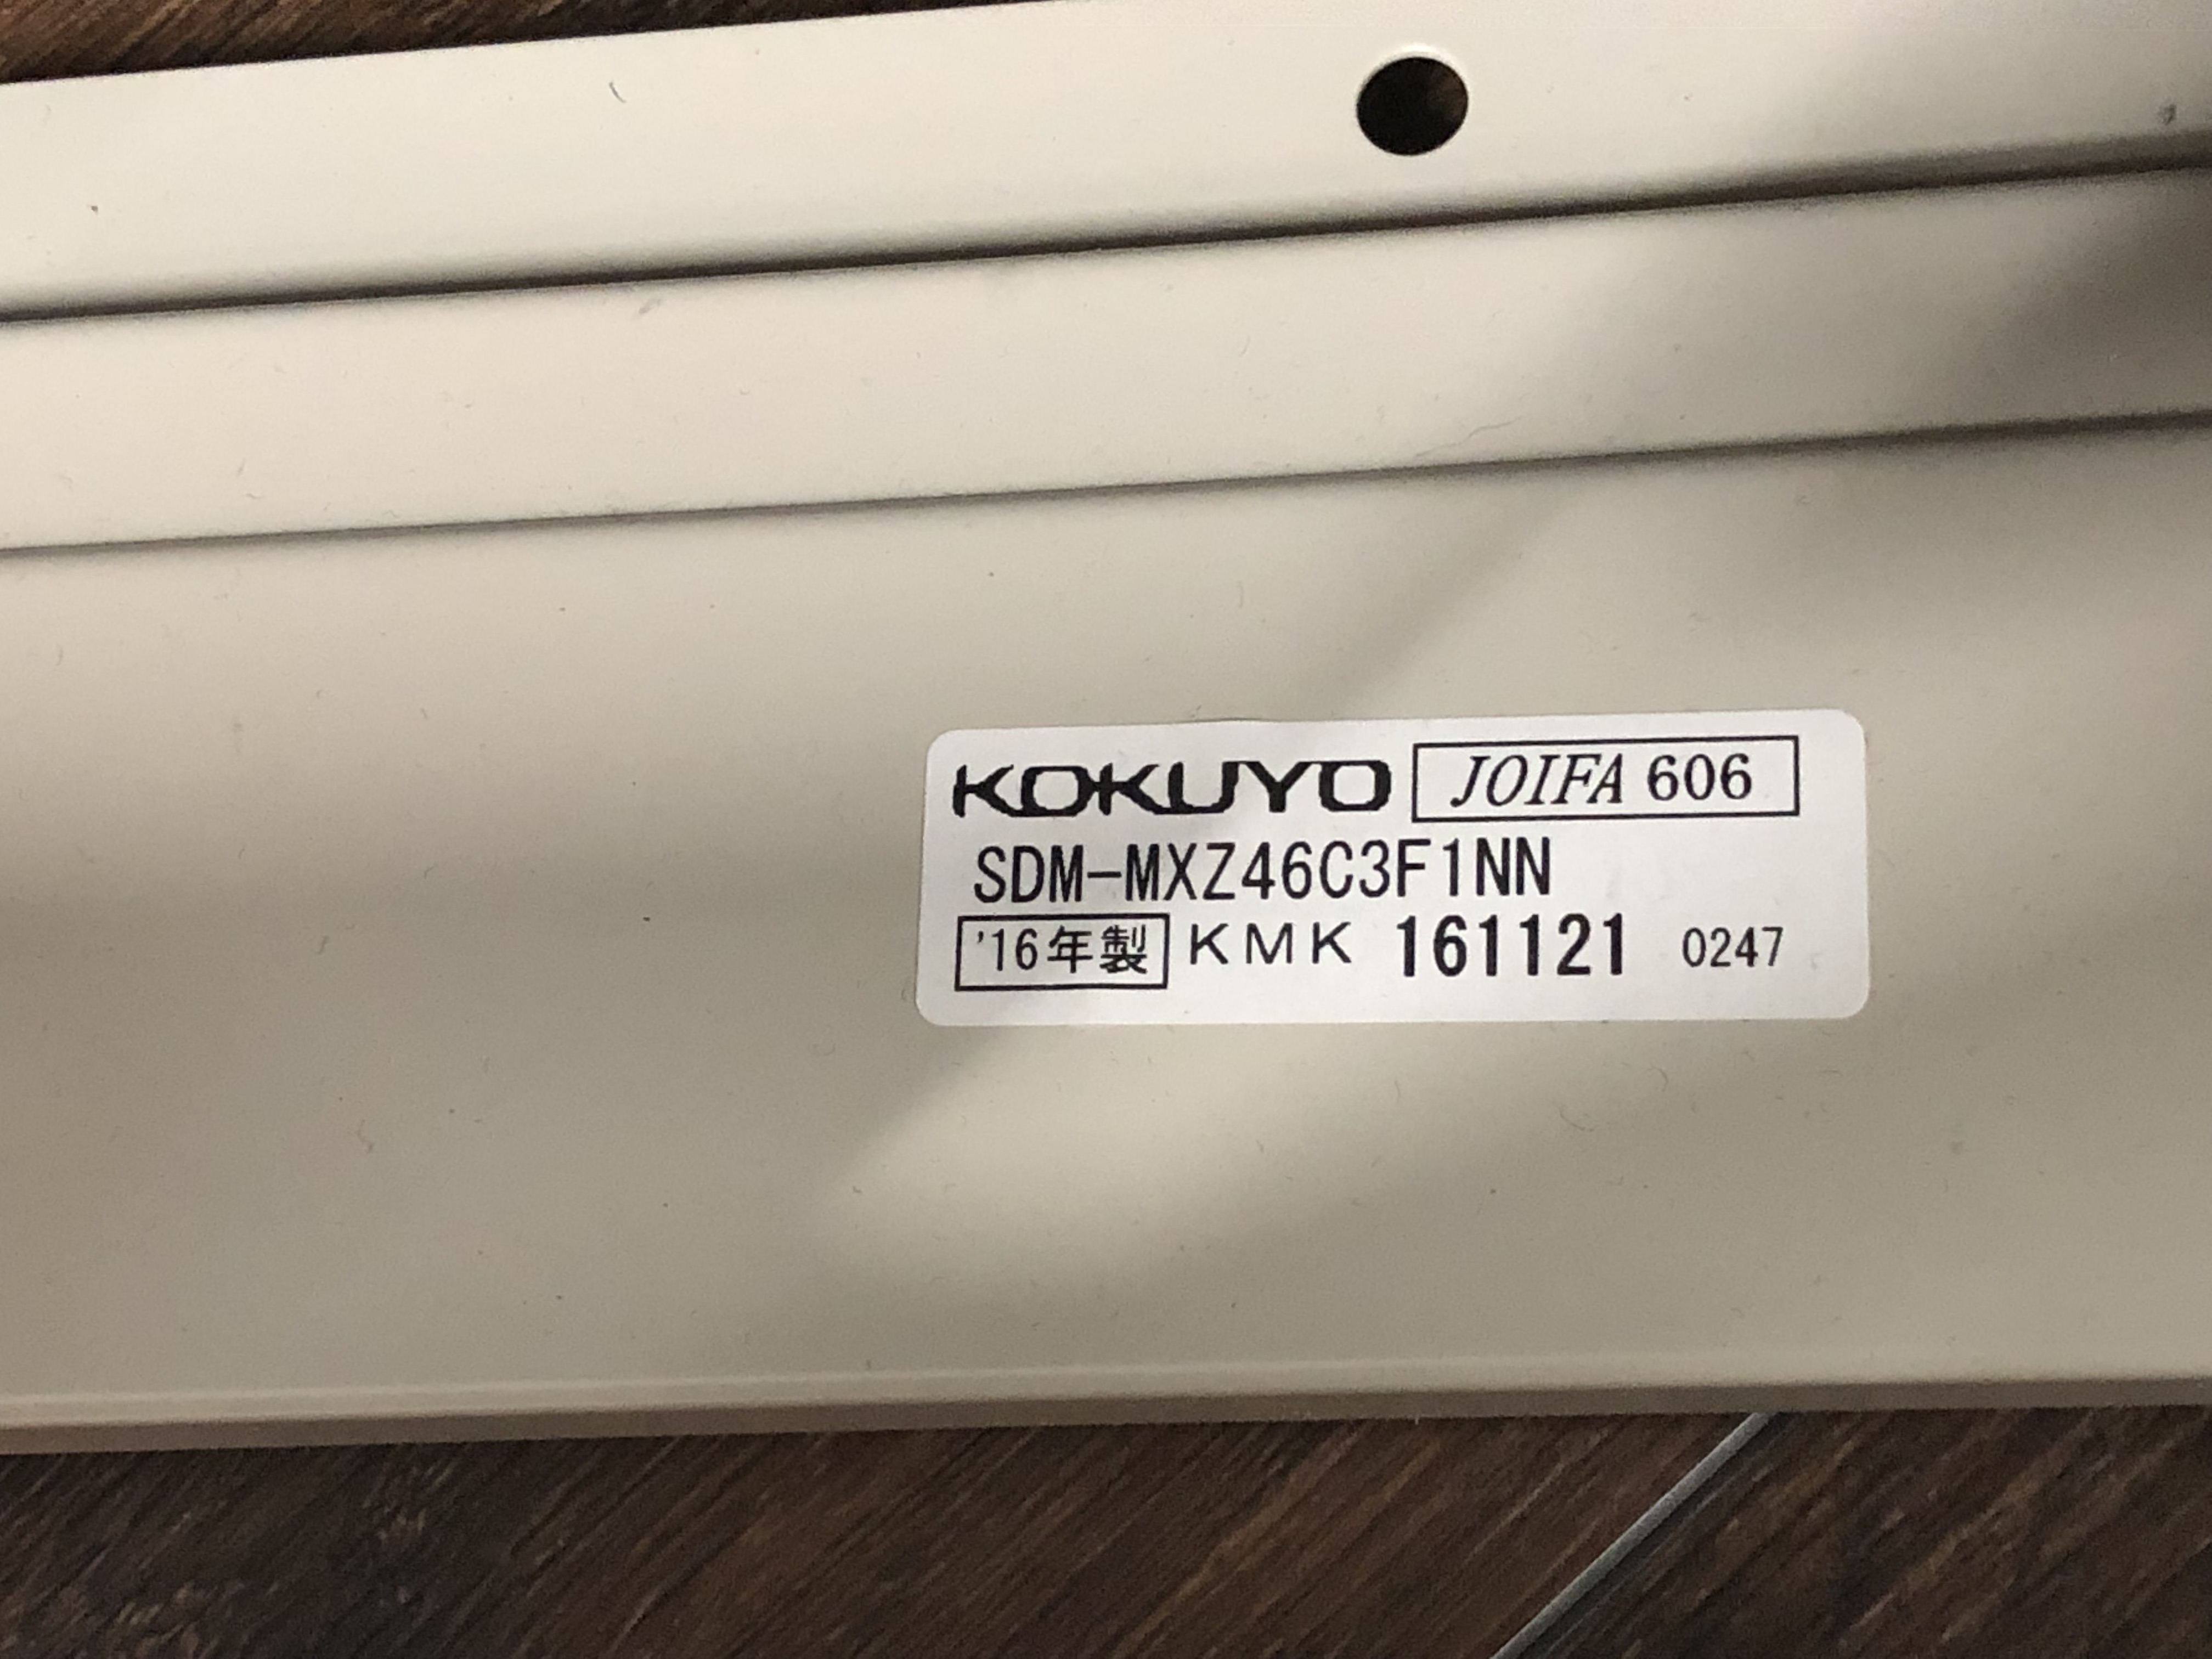 KOKUYO JOIFA 606
SDM-MXZ46C3F1NN
'16年製 KMK 161121 0247